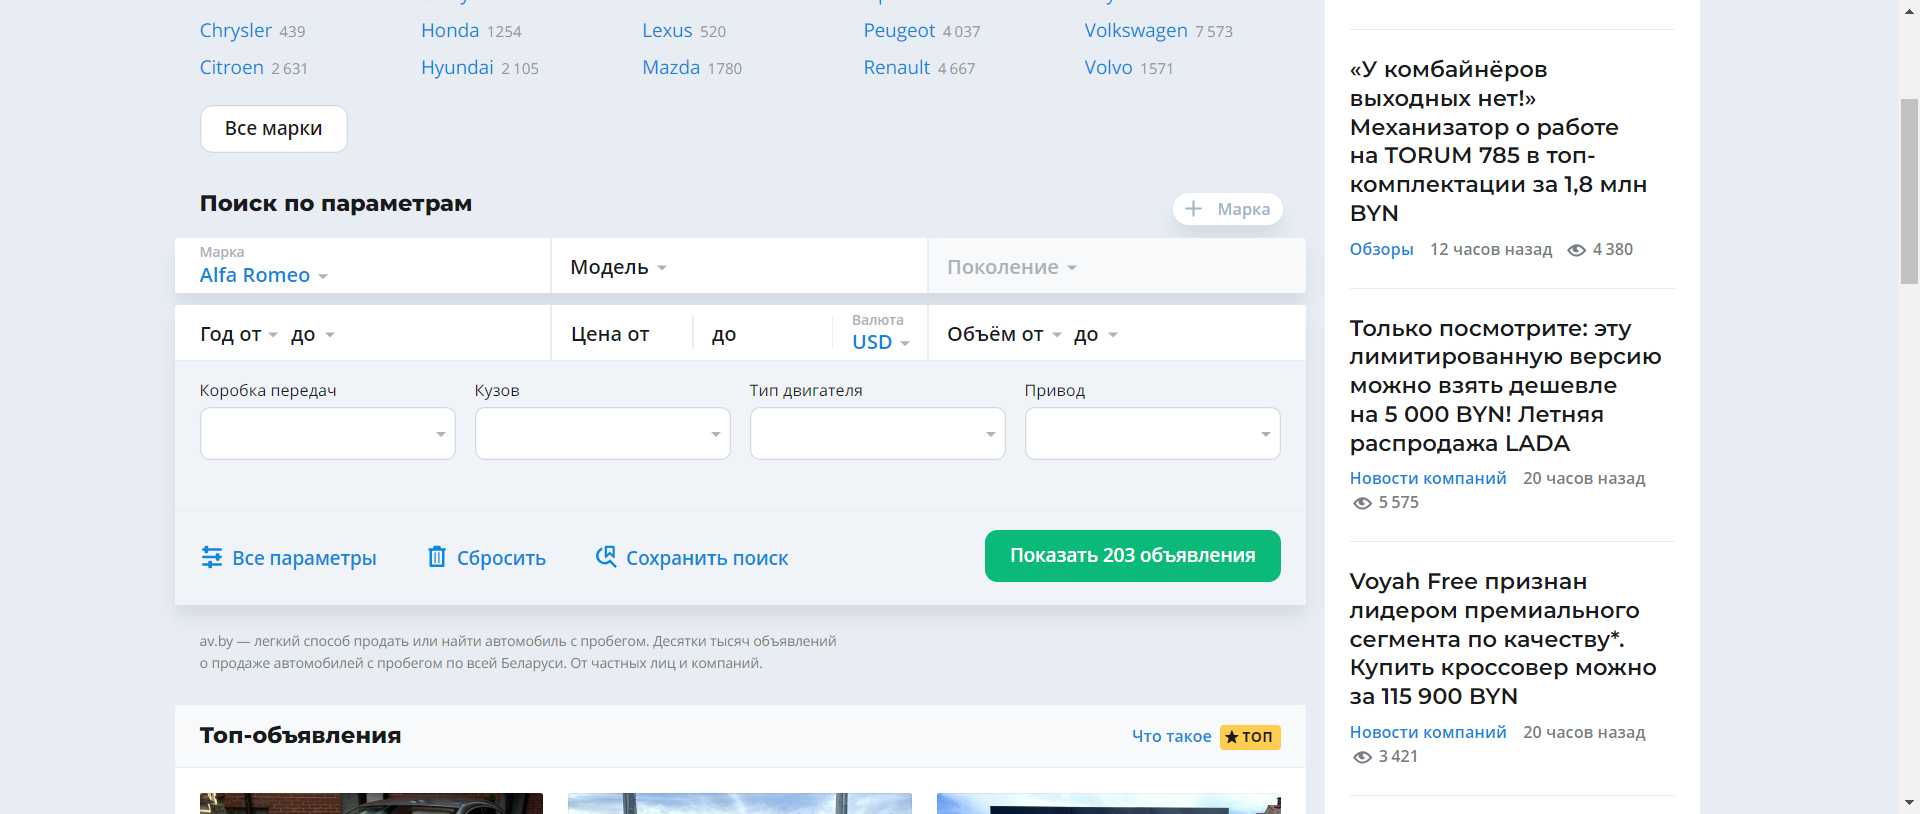 Chrysler 439
Honda 1254
Lexus 520
Peugeot 4 037
Volkswagen 7 573
Citroen 2 631
Hyundai 2 105
Mazda 1780
Renault 4 667
Volvo 1571
Все марки
Поиск по параметрам
Марка
Марка
Alfa Romeo
Модель
Поколение
Год от до
Цена от до
Валюта
USD
Объём от до
Коробка передач
Кузов
Тип двигателя
Привод
Все параметры
Сбросить
Сохранить поиск
Показать 203 объявления
av.by — легкий способ продать или найти автомобиль с пробегом. Десятки тысяч объявлений
о продаже автомобилей с пробегом по всей Беларуси. От частных лиц и компаний.
Топ-объявления
Что такое
ТОП
«У комбайнёров
выходных нет!»
Механизатор о работе
на TORUM 785 в топ-
комплектации за 1,8 млн
BYN
Обзоры 12 часов назад 4 380
Только посмотрите: эту
лимитированную версию
можно взять дешевле
на 5 000 BYN! Летняя
распродажа LADA
Новости компаний 20 часов назад
5 575
Voyah Free признан
лидером премиального
сегмента по качеству*.
Купить кроссовер можно
за 115 900 BYN
Новости компаний 20 часов назад
3 421